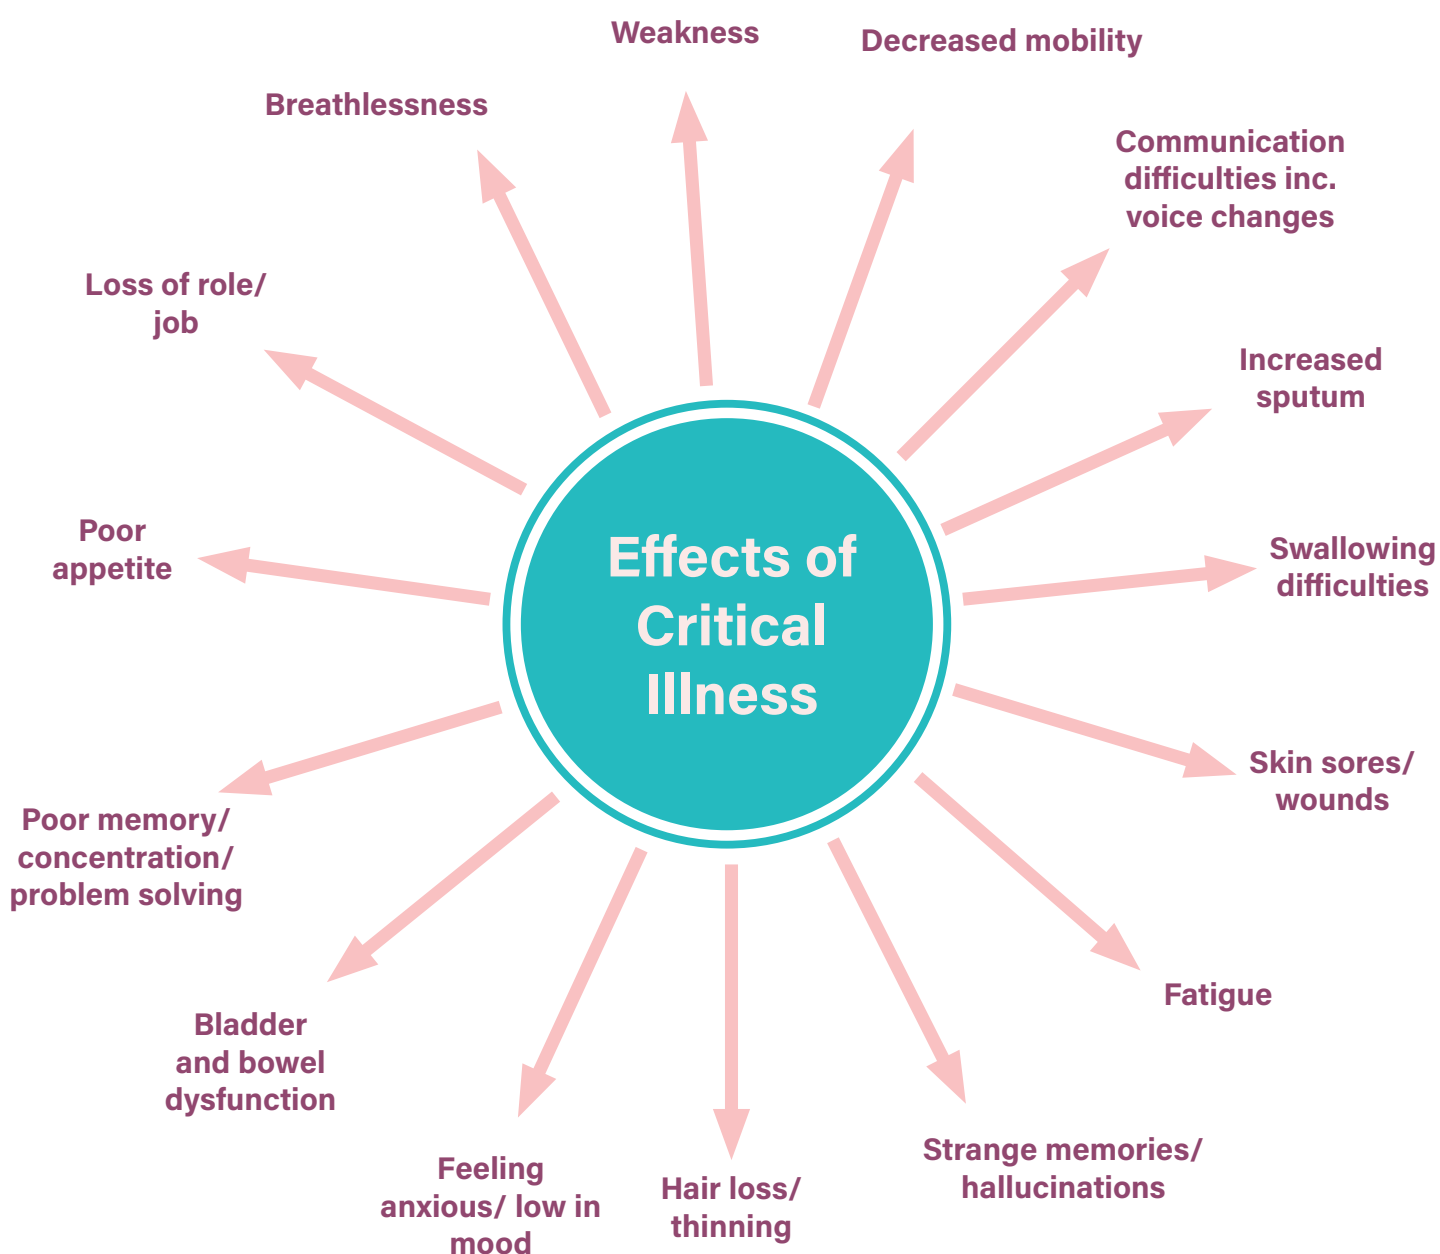 Weakness
Decreased mobility
Breathlessness
Communication
difficulties inc.
voice changes
Loss of role/
job
Increased
sputum
Poor
appetite
Swallowing
difficulties
Effects of
Critical
Illness
Skin sores/
wounds
Poor memory/
concentration/
problem solving
Fatigue
Bladder
and bowel
dysfunction
Strange memories/
hallucinations
Feeling
anxious/ low in
mood
Hair loss/
thinning